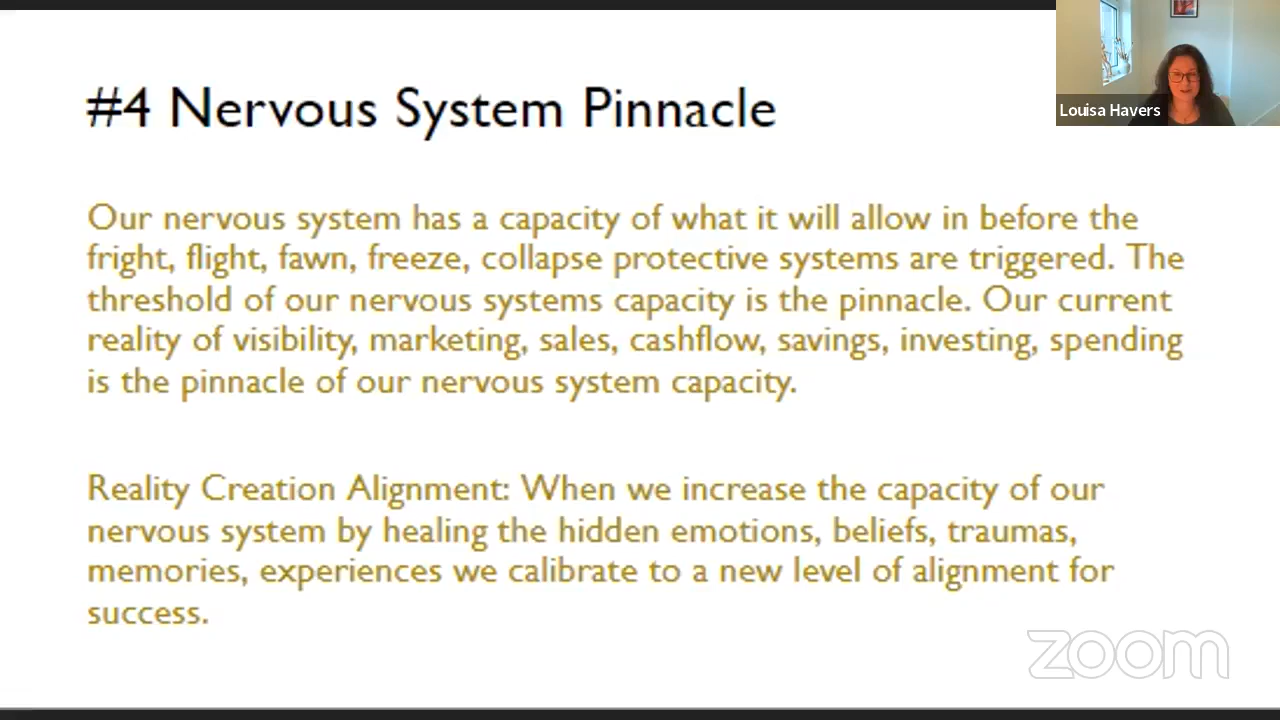 #4 Nervous System Pinnacle
Louisa Havers
Our nervous system has a capacity of what it will allow in before the
fright, flight, fawn, freeze, collapse protective systems are triggered. The
threshold of our nervous systems capacity is the pinnacle. Our current
reality of visibility, marketing, sales, cashflow, savings, investing, spending
is the pinnacle of our nervous system capacity.
Reality Creation Alignment: When we increase the capacity of our
nervous system by healing the hidden emotions, beliefs, traumas,
memories, experiences we calibrate to a new level of alignment for
success.
zoom